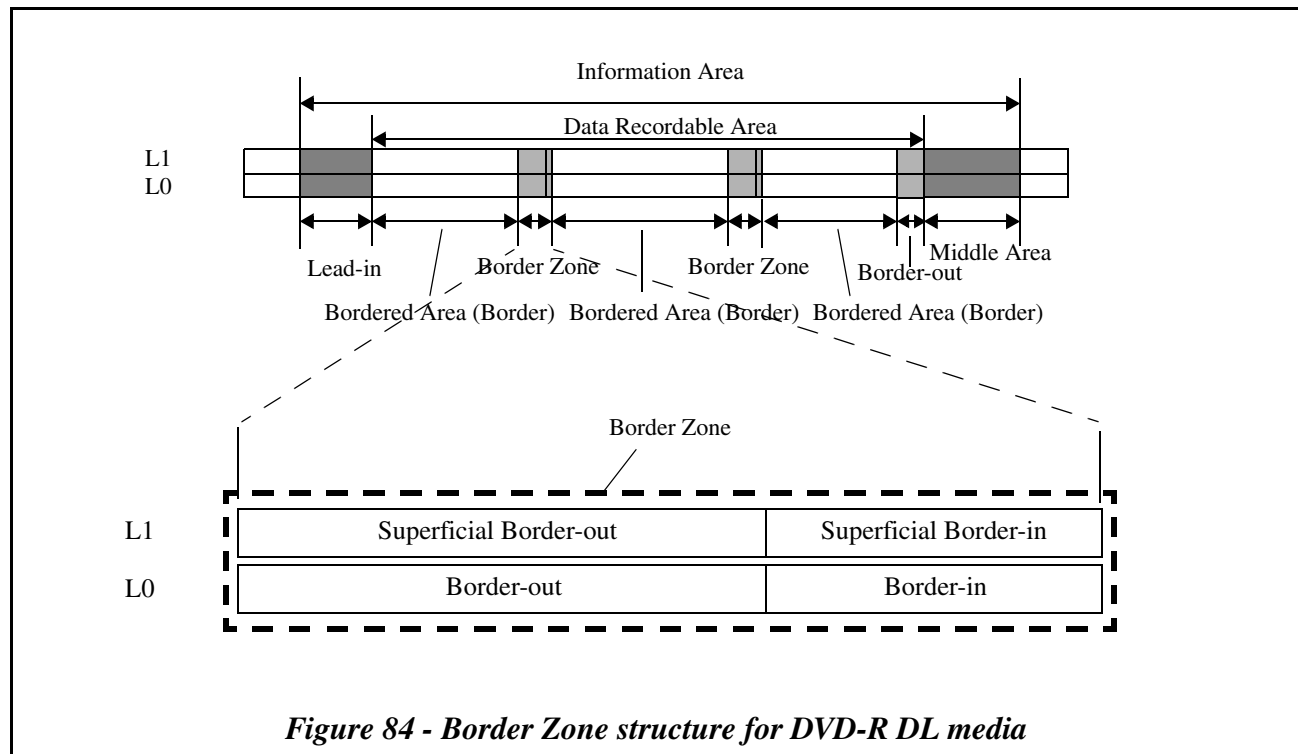 Information Area
Data Recordable Area
L1
L0
Lead-in
Border Zone
Border Zone
Border-out
Middle Area
Bordered Area (Border)
Bordered Area (Border)
Bordered Area (Border)
Border Zone
L1
Superficial Border-out
Superficial Border-in
L0
Border-out
Border-in
Figure 84 - Border Zone structure for DVD-R DL media